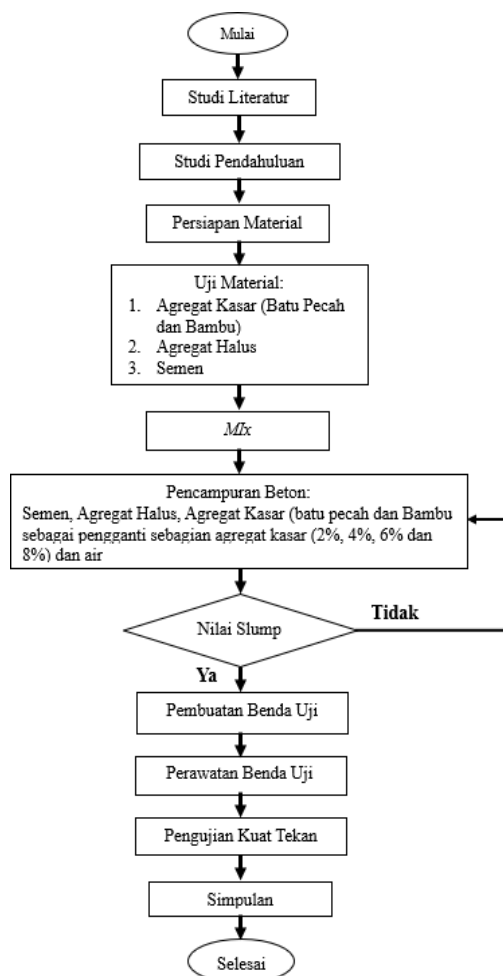 Mulai
Studi Literatur
Studi Pendahuluan
Persiapan Material
Uji Material:
1. Agregat Kasar (Batu Pecah
dan Bambu)
2. Agregat Halus
3. Semen
MIx
Pencampuran Beton:
Semen, Agregat Halus, Agregat Kasar (batu pecah dan Bambu
sebagai pengganti sebagian agregat kasar (2%, 4%, 6% dan
8%) dan air
Nilai Slump
Tidak
Ya
Pembuatan Benda Uji
Perawatan Benda Uji
Pengujian Kuat Tekan
Simpulan
Selesai